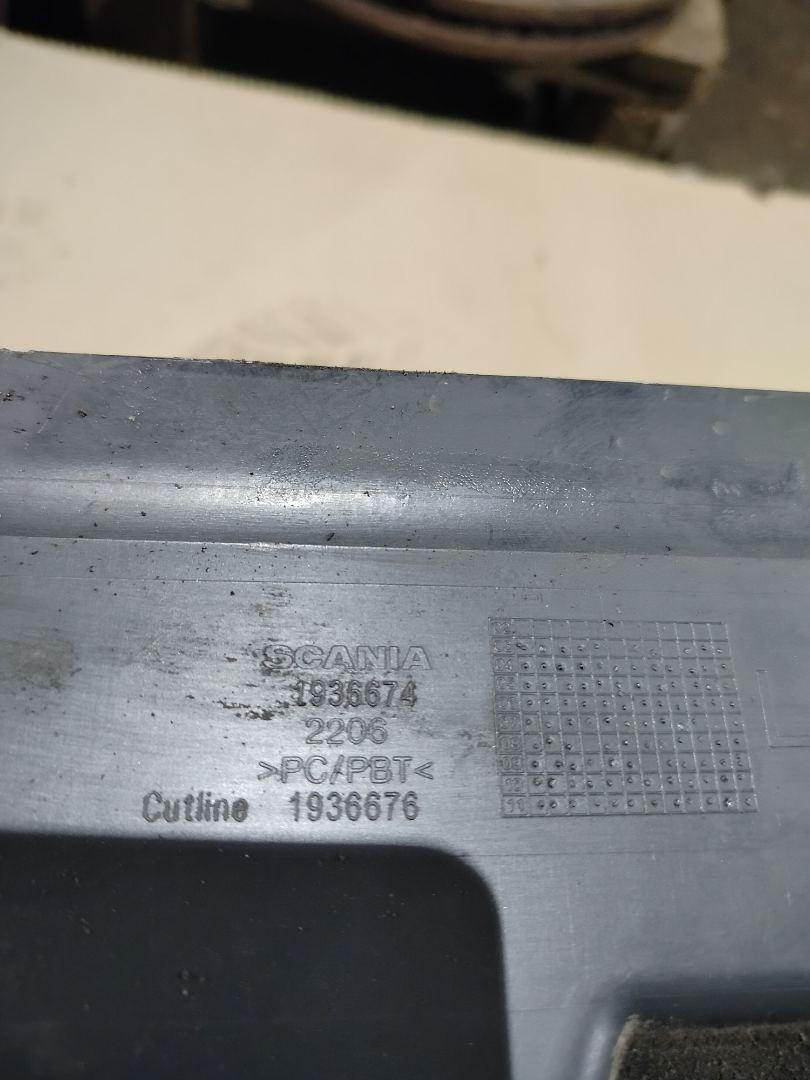 SCANIA
1936674
2206
>PC/PBT<
Cutline 1936676